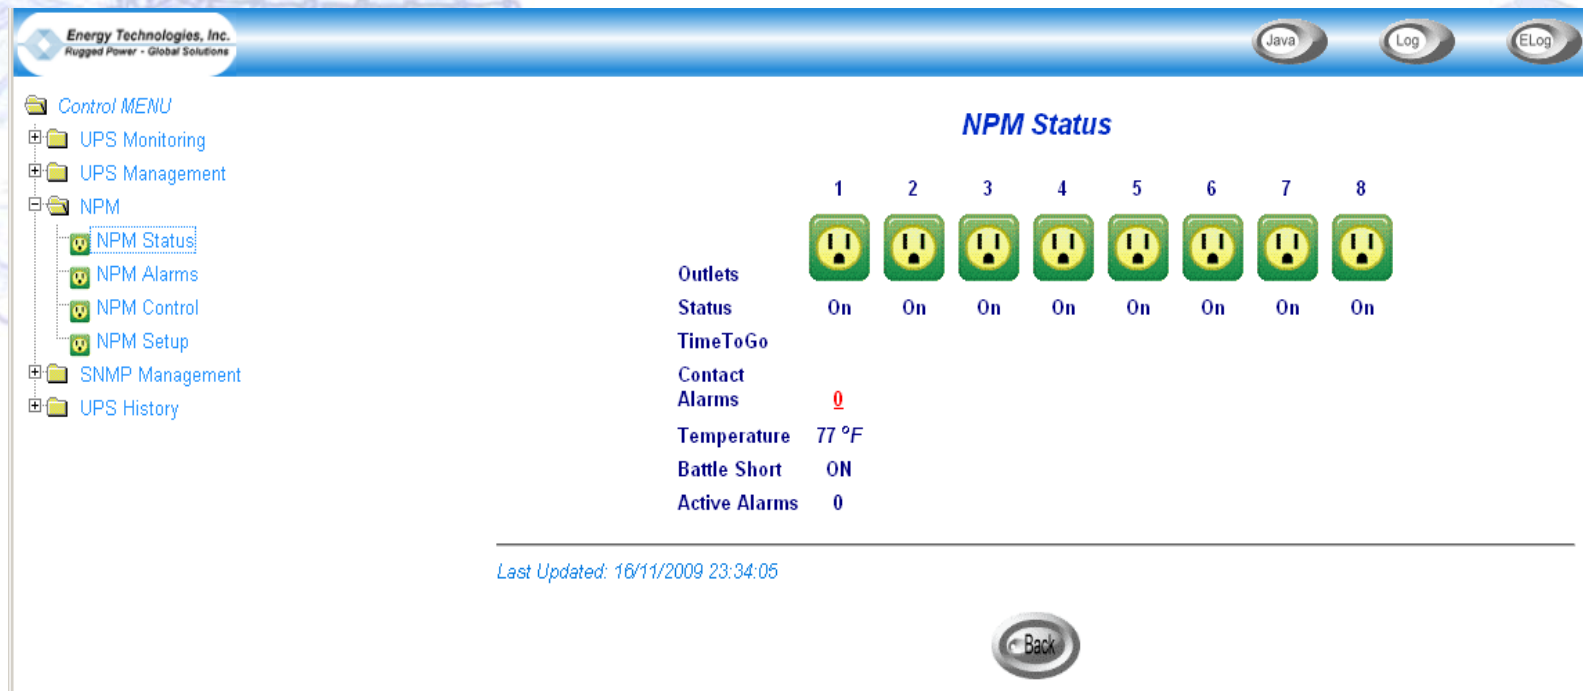 Energy Technologies, Inc.
Rugged Power - Global Solutions
Java
Log
ELog
Control MENU
UPS Monitoring
UPS Management
NPM
NPM Status
NPM Alarms
NPM Control
NPM Setup
SNMP Management
UPS History
NPM Status
1 2 3 4 5 6 7 8
Outlets
Status On On On On On On On On
TimeToGo
Contact
Alarms 0
Temperature 77 °F
Battle Short ON
Active Alarms 0
Last Updated: 16/11/2009 23:34:05
Back